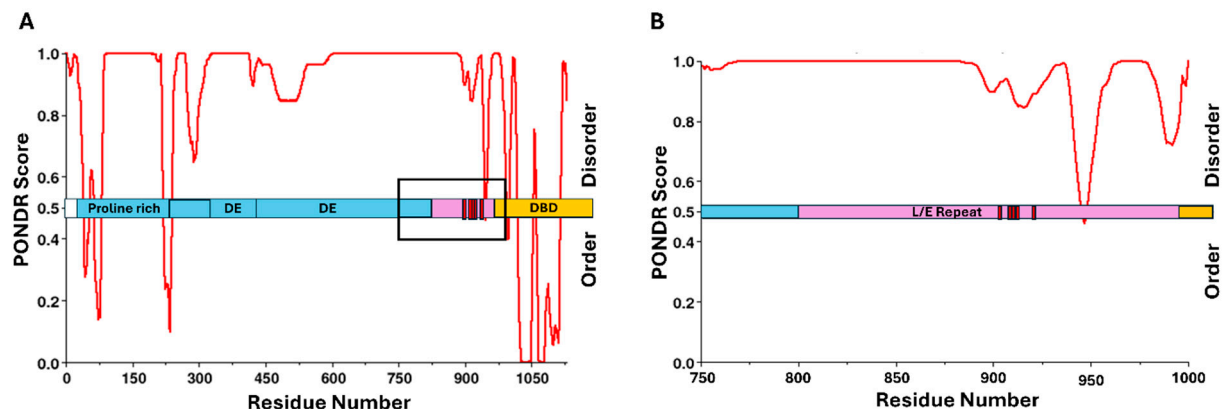 A
PONDR Score
1.0
0.8
0.6
0.5
0.4
0.2
0.0
Proline rich
DE
DE
DBD
Disorder
Order
0
150
300
450
600
750
900
1050
Residue Number
B
PONDR Score
1.0
0.8
0.6
0.5
0.4
0.2
0.0
L/E Repeat
Disorder
Order
750
800
850
900
950
1000
Residue Number